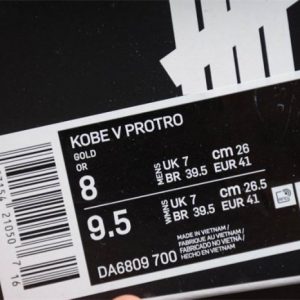 KOBE V PROTRO
GOLD
OR
8
MENS
UK 7
BR 39.5
cm 26
EUR 41
9.5
WMNS
UK 7
BR 39.5
cm 26.5
EUR 41
MADE IN VIETNAM/
FABRIQUÉ AU VIETNAM/
FABRICADO NO VIETNÃ/
HECHO EN VIETNAM
DA6809 700